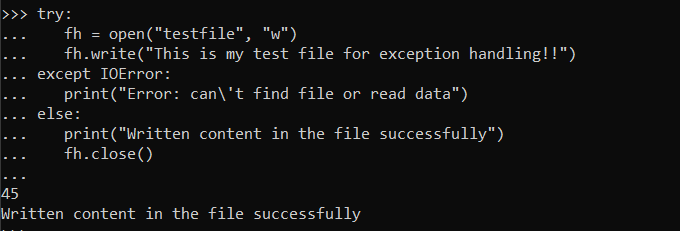 >>> try:
...    fh = open("testfile", "w")
...    fh.write("This is my test file for exception handling!!")
... except IOError:
...    print("Error: can\'t find file or read data")
... else:
...    print("Written content in the file successfully")
...    fh.close()
...
45
Written content in the file successfully